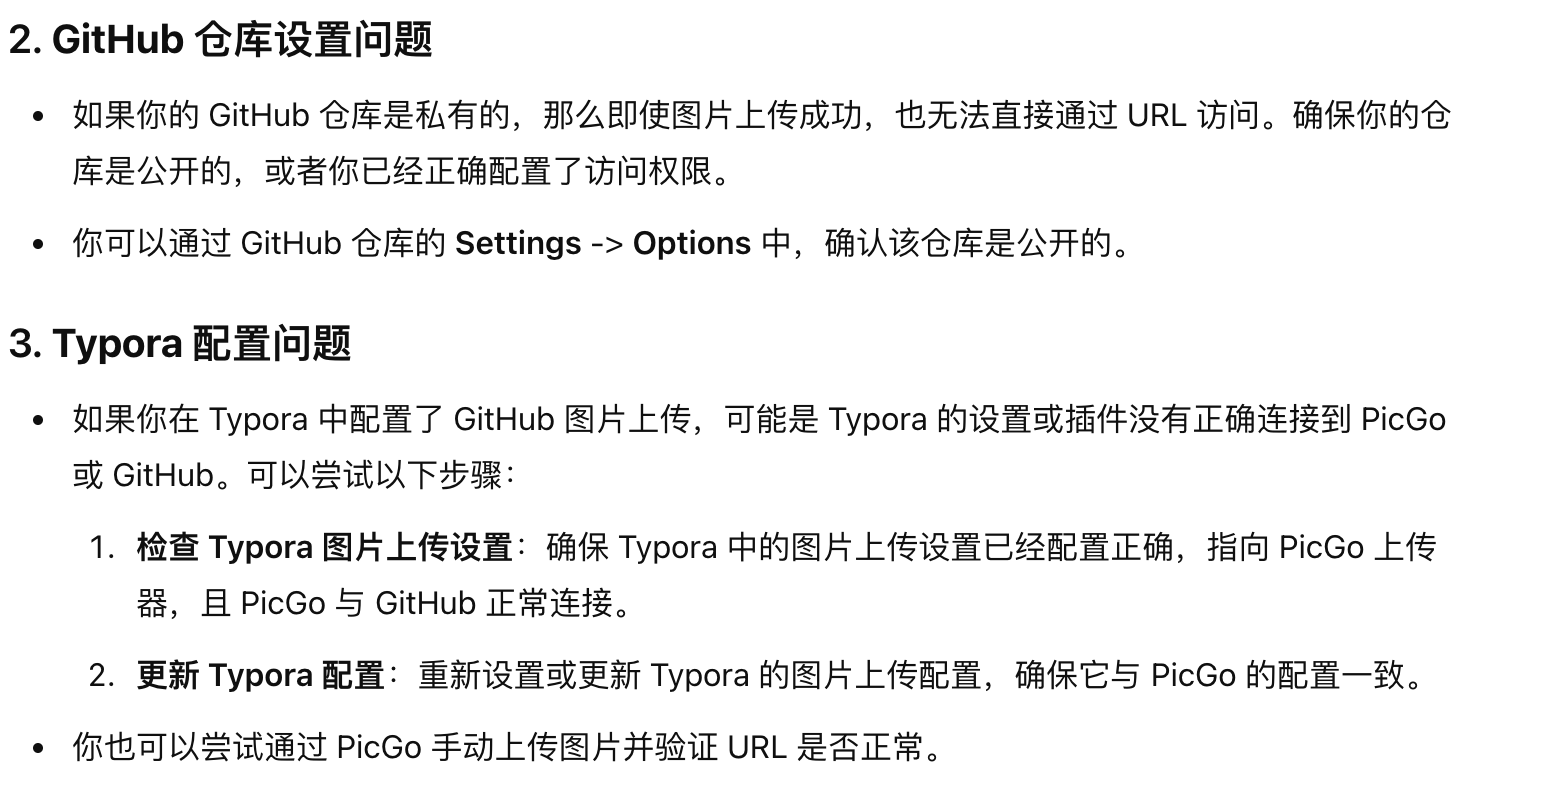 2. GitHub 仓库设置问题
• 如果你的 GitHub 仓库是私有的，那么即使图片上传成功，也无法直接通过 URL 访问。确保你的仓
库是公开的，或者你已经正确配置了访问权限。
• 你可以通过 GitHub 仓库的 Settings -> Options 中，确认该仓库是公开的。
3. Typora 配置问题
• 如果你在 Typora 中配置了 GitHub 图片上传，可能是 Typora 的设置或插件没有正确连接到 PicGo
或 GitHub。可以尝试以下步骤：
1. 检查 Typora 图片上传设置：确保 Typora 中的图片上传设置已经配置正确，指向 PicGo 上传
器，且 PicGo 与 GitHub 正常连接。
2. 更新 Typora 配置：重新设置或更新 Typora 的图片上传配置，确保它与 PicGo 的配置一致。
• 你也可以尝试通过 PicGo 手动上传图片并验证 URL 是否正常。